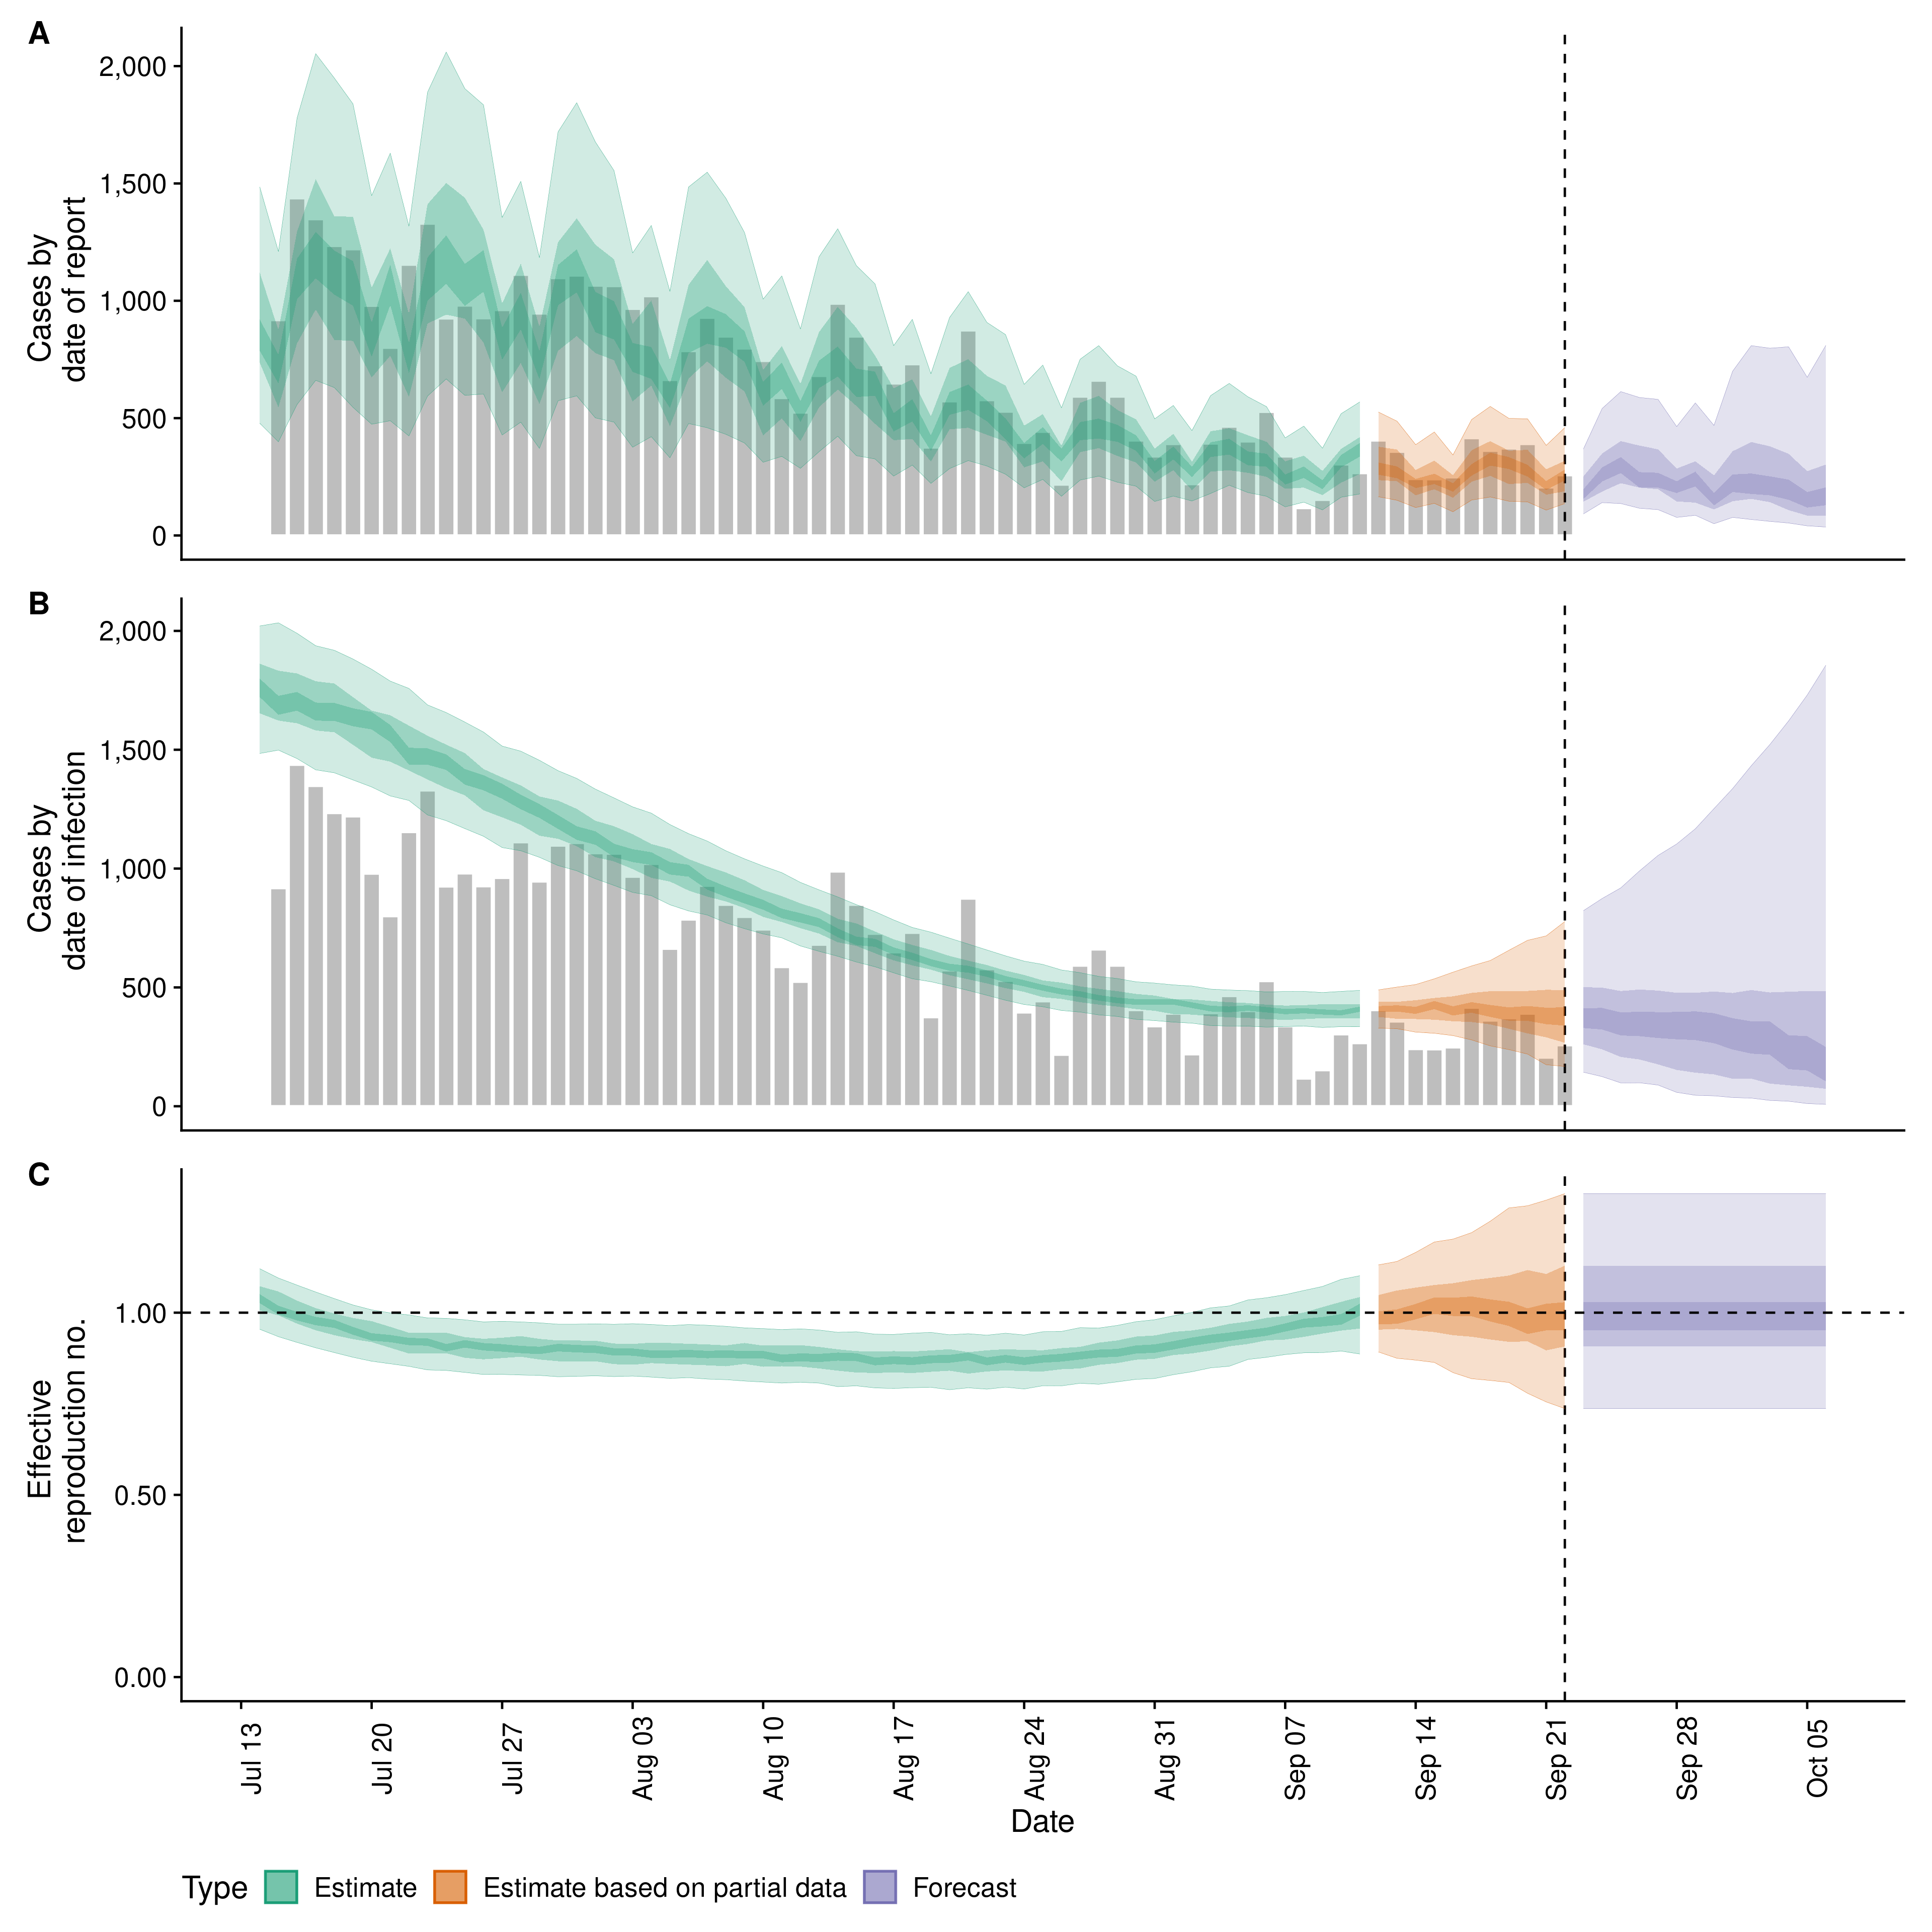 A
Cases by
date of report
2,000
1,500
1,000
500
0
B
Cases by
date of infection
2,000
1,500
1,000
500
0
C
Effective
reproduction no.
1.00
0.50
0.00
Jul 13
Jul 20
Jul 27
Aug 03
Aug 10
Aug 17
Aug 24
Aug 31
Sep 07
Sep 14
Sep 21
Sep 28
Oct 05
Date
Type Estimate Estimate based on partial data Forecast